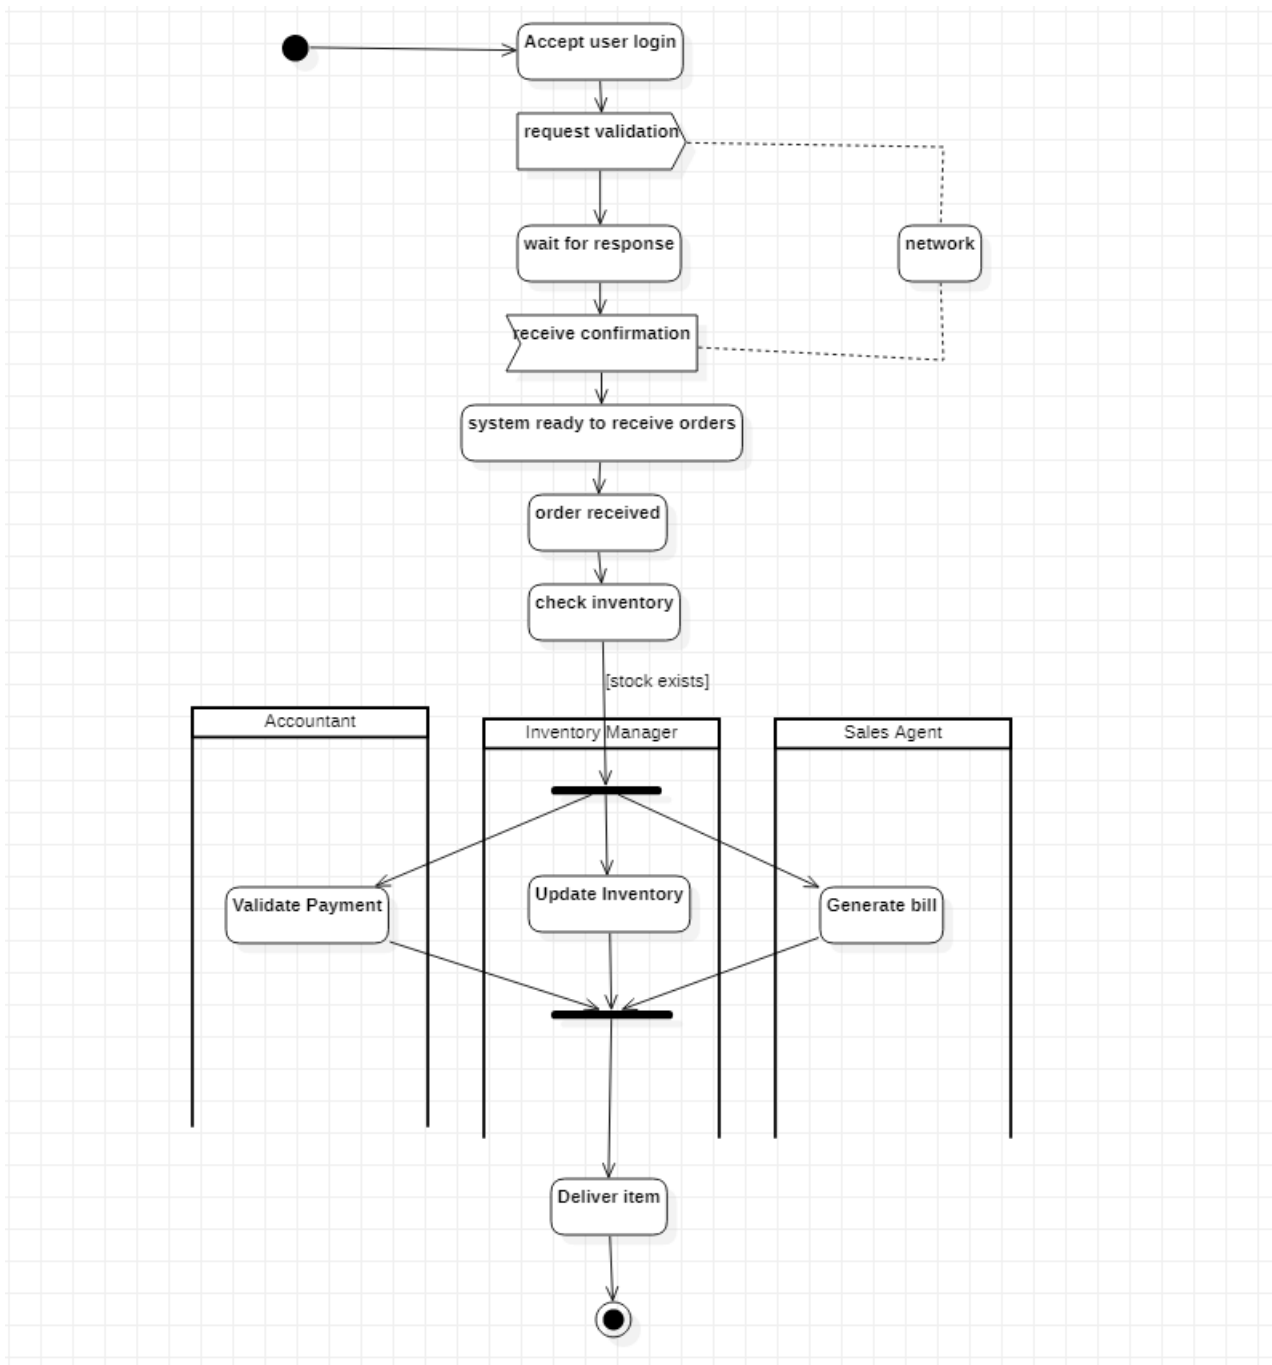 Accept user login
request validation
wait for response
network
receive confirmation
system ready to receive orders
order received
check inventory
[stock exists]
Accountant
Inventory Manager
Sales Agent
Validate Payment
Update Inventory
Generate bill
Deliver item